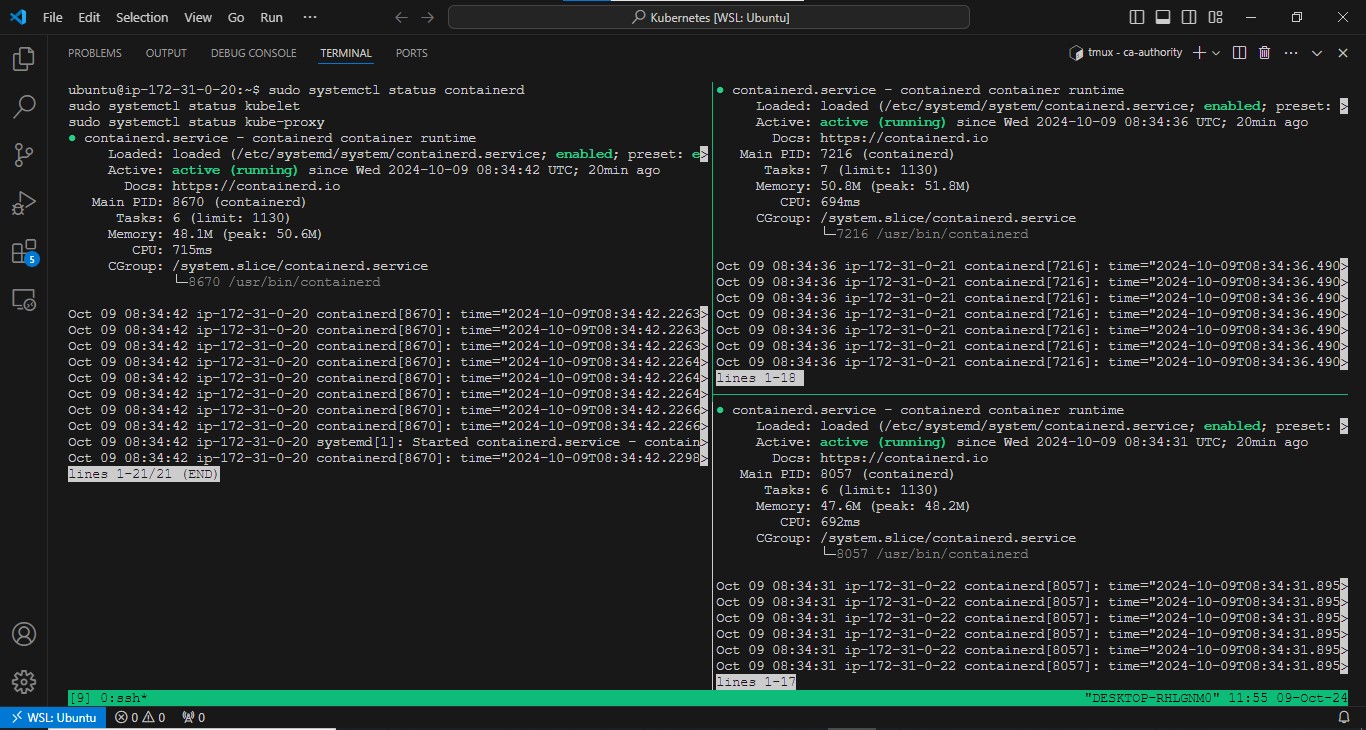 File Edit Selection View Go Run ···
Kubernetes [WSL: Ubuntu]
PROBLEMS OUTPUT DEBUG CONSOLE TERMINAL PORTS
tmux - ca-authority
ubuntu@ip-172-31-0-20:~$ sudo systemctl status containerd
sudo systemctl status kubelet
sudo systemctl status kube-proxy
● containerd.service - containerd container runtime
Loaded: loaded (/etc/systemd/system/containerd.service; enabled; preset: e>
Active: active (running) since Wed 2024-10-09 08:34:42 UTC; 20min ago
Docs: https://containerd.io
Main PID: 8670 (containerd)
Tasks: 6 (limit: 1130)
Memory: 48.1M (peak: 50.6M)
CPU: 715ms
CGroup: /system.slice/containerd.service
└─8670 /usr/bin/containerd
Oct 09 08:34:42 ip-172-31-0-20 containerd[8670]: time="2024-10-09T08:34:42.2263>
Oct 09 08:34:42 ip-172-31-0-20 containerd[8670]: time="2024-10-09T08:34:42.2263>
Oct 09 08:34:42 ip-172-31-0-20 containerd[8670]: time="2024-10-09T08:34:42.2263>
Oct 09 08:34:42 ip-172-31-0-20 containerd[8670]: time="2024-10-09T08:34:42.2264>
Oct 09 08:34:42 ip-172-31-0-20 containerd[8670]: time="2024-10-09T08:34:42.2264>
Oct 09 08:34:42 ip-172-31-0-20 containerd[8670]: time="2024-10-09T08:34:42.2264>
Oct 09 08:34:42 ip-172-31-0-20 containerd[8670]: time="2024-10-09T08:34:42.2266>
Oct 09 08:34:42 ip-172-31-0-20 containerd[8670]: time="2024-10-09T08:34:42.2266>
Oct 09 08:34:42 ip-172-31-0-20 systemd[1]: Started containerd.service - contain>
Oct 09 08:34:42 ip-172-31-0-20 containerd[8670]: time="2024-10-09T08:34:42.2298>
lines 1-21/21 (END)
● containerd.service - containerd container runtime
Loaded: loaded (/etc/systemd/system/containerd.service; enabled; preset: >
Active: active (running) since Wed 2024-10-09 08:34:36 UTC; 20min ago
Docs: https://containerd.io
Main PID: 7216 (containerd)
Tasks: 7 (limit: 1130)
Memory: 50.8M (peak: 51.8M)
CPU: 694ms
CGroup: /system.slice/containerd.service
└─7216 /usr/bin/containerd
Oct 09 08:34:36 ip-172-31-0-21 containerd[7216]: time="2024-10-09T08:34:36.490>
Oct 09 08:34:36 ip-172-31-0-21 containerd[7216]: time="2024-10-09T08:34:36.490>
Oct 09 08:34:36 ip-172-31-0-21 containerd[7216]: time="2024-10-09T08:34:36.490>
Oct 09 08:34:36 ip-172-31-0-21 containerd[7216]: time="2024-10-09T08:34:36.490>
Oct 09 08:34:36 ip-172-31-0-21 containerd[7216]: time="2024-10-09T08:34:36.490>
Oct 09 08:34:36 ip-172-31-0-21 containerd[7216]: time="2024-10-09T08:34:36.490>
Oct 09 08:34:36 ip-172-31-0-21 containerd[7216]: time="2024-10-09T08:34:36.490>
lines 1-18
● containerd.service - containerd container runtime
Loaded: loaded (/etc/systemd/system/containerd.service; enabled; preset: >
Active: active (running) since Wed 2024-10-09 08:34:31 UTC; 20min ago
Docs: https://containerd.io
Main PID: 8057 (containerd)
Tasks: 6 (limit: 1130)
Memory: 47.6M (peak: 48.2M)
CPU: 692ms
CGroup: /system.slice/containerd.service
└─8057 /usr/bin/containerd
Oct 09 08:34:31 ip-172-31-0-22 containerd[8057]: time="2024-10-09T08:34:31.895>
Oct 09 08:34:31 ip-172-31-0-22 containerd[8057]: time="2024-10-09T08:34:31.895>
Oct 09 08:34:31 ip-172-31-0-22 containerd[8057]: time="2024-10-09T08:34:31.895>
Oct 09 08:34:31 ip-172-31-0-22 containerd[8057]: time="2024-10-09T08:34:31.895>
Oct 09 08:34:31 ip-172-31-0-22 containerd[8057]: time="2024-10-09T08:34:31.895>
Oct 09 08:34:31 ip-172-31-0-22 containerd[8057]: time="2024-10-09T08:34:31.895>
lines 1-17
5
[9] 0:ssh* "DESKTOP-RHLGNM0" 11:55 09-Oct-24
WSL: Ubuntu 0 0 0